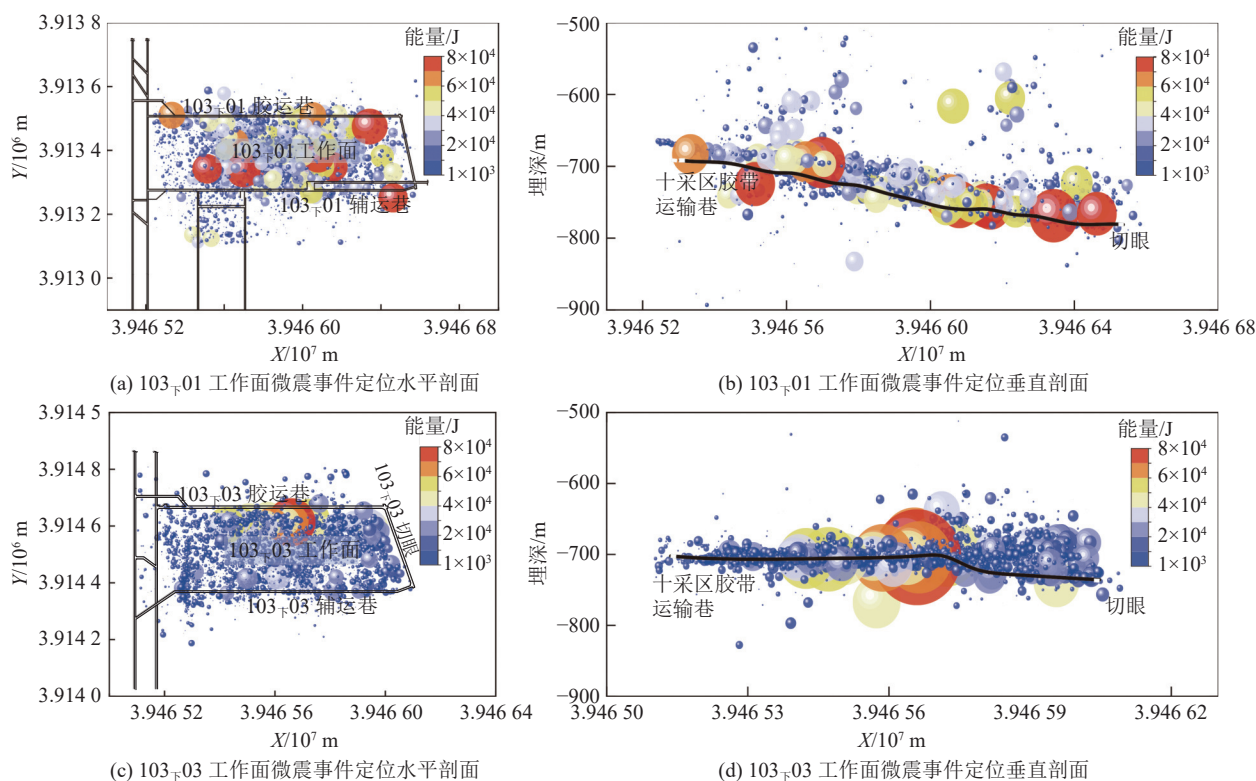 3.913 8
3.913 6
3.913 4
3.913 2
3.913 0
Y/10⁶ m
能量/J
8×10⁴
6×10⁴
4×10⁴
2×10⁴
1×10³
103下01 胶运巷
103下01 工作面
103下01 辅运巷
3.946 52
3.946 60
3.946 68
X/10⁷ m
(a) 103下01 工作面微震事件定位水平剖面
−500
−600
−700
−800
−900
埋深/m
能量/J
8×10⁴
6×10⁴
4×10⁴
2×10⁴
1×10³
十采区胶带
运输巷
切眼
3.946 52
3.946 56
3.946 60
3.946 64
3.946 68
X/10⁷ m
(b) 103下01 工作面微震事件定位垂直剖面
3.914 5
3.914 8
3.914 6
3.914 4
3.914 2
3.914 0
Y/10⁶ m
能量/J
8×10⁴
6×10⁴
4×10⁴
2×10⁴
1×10³
103下03 胶运巷
103下03 切眼
103下03 工作面
103下03 辅运巷
3.946 52
3.946 56
3.946 60
3.946 64
X/10⁷ m
(c) 103下03 工作面微震事件定位水平剖面
−500
−600
−700
−800
−900
埋深/m
能量/J
8×10⁴
6×10⁴
4×10⁴
2×10⁴
1×10³
十采区胶带
运输巷
切眼
3.946 50
3.946 53
3.946 56
3.946 59
3.946 62
X/10⁷ m
(d) 103下03 工作面微震事件定位垂直剖面